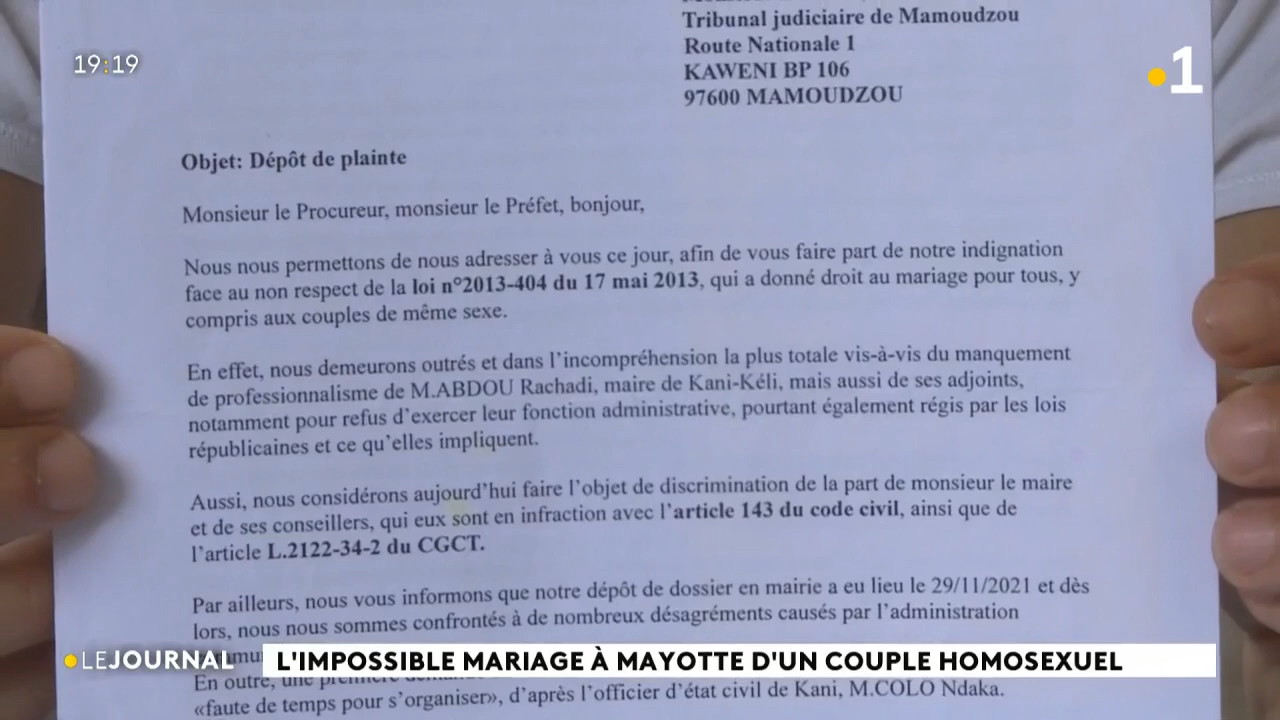 Tribunal judiciaire de Mamoudzou
Route Nationale 1
KAWENI BP 106
97600 MAMOUDZOU
19:19
1
Objet: Dépôt de plainte
Monsieur le Procureur, monsieur le Préfet, bonjour,
Nous nous permettons de nous adresser à vous ce jour, afin de vous faire part de notre indignation
face au non respect de la loi n°2013-404 du 17 mai 2013, qui a donné droit au mariage pour tous, y
compris aux couples de même sexe.
En effet, nous demeurons outrés et dans l'incompréhension la plus totale vis-à-vis du manquement
de professionnalisme de M.ABDOU Rachadi, maire de Kani-Kéli, mais aussi de ses adjoints,
notamment pour refus d'exercer leur fonction administrative, pourtant également régis par les lois
républicaines et ce qu'elles impliquent.
Aussi, nous considérons aujourd'hui faire l'objet de discrimination de la part de monsieur le maire
et de ses conseillers, qui eux sont en infraction avec l'article 143 du code civil, ainsi que de
l'article L.2122-34-2 du CGCT.
Par ailleurs, nous vous informons que notre dépôt de dossier en mairie a eu lieu le 29/11/2021 et dès
lors, nous nous sommes confrontés à de nombreux désagréments causés par l'administration
LEJOURNAL L'IMPOSSIBLE MARIAGE À MAYOTTE D'UN COUPLE HOMOSEXUEL
En outre, une première
«faute de temps pour s'organiser», d'après l'officier d'état civil de Kani, M.COLO Ndaka.